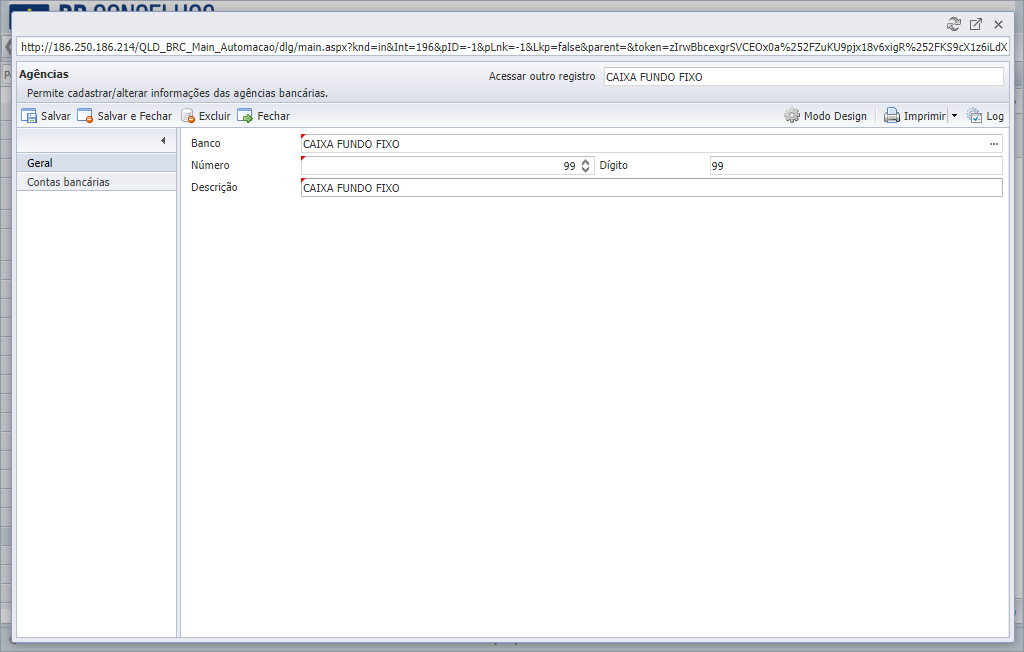 http://186.250.186.214/QLD_BRC_Main_Automacao/dlg/main.aspx?knd=in&Int=196&pID=-1&pLnk=-1&Lkp=false&parent=&token=zIrwBbcexgrSVCEOx0a%252FZuKU9pjx18v6xigR%252FKS9cX1z6iLdX
Agências
Acessar outro registro CAIXA FUNDO FIXO
Permite cadastrar/alterar informações das agências bancárias.
Salvar Salvar e Fechar Excluir Fechar Modo Design Imprimir Log
Geral
Contas bancárias
Banco CAIXA FUNDO FIXO ...
Número 99 Dígito 99
Descrição CAIXA FUNDO FIXO